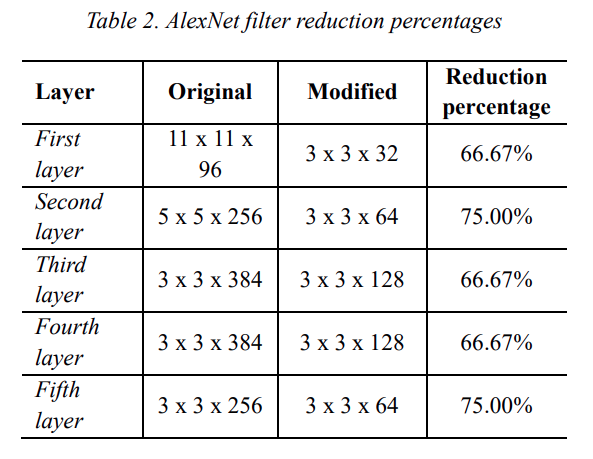 Table 2. AlexNet filter reduction percentages
Layer Original Modified Reduction percentage
First layer 11 x 11 x 96 3 x 3 x 32 66.67%
Second layer 5 x 5 x 256 3 x 3 x 64 75.00%
Third layer 3 x 3 x 384 3 x 3 x 128 66.67%
Fourth layer 3 x 3 x 384 3 x 3 x 128 66.67%
Fifth layer 3 x 3 x 256 3 x 3 x 64 75.00%